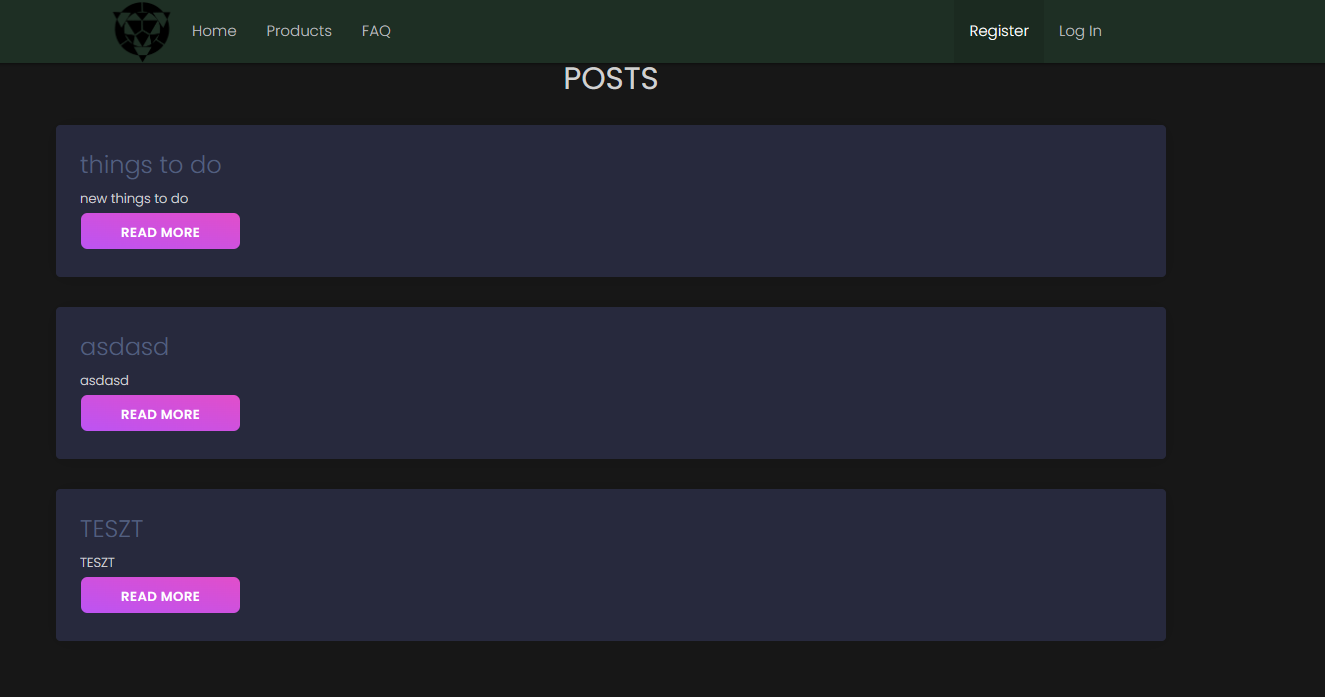 Home Products FAQ Register Log In
POSTS
things to do
new things to do
READ MORE
asdasd
asdasd
READ MORE
TESZT
TESZT
READ MORE